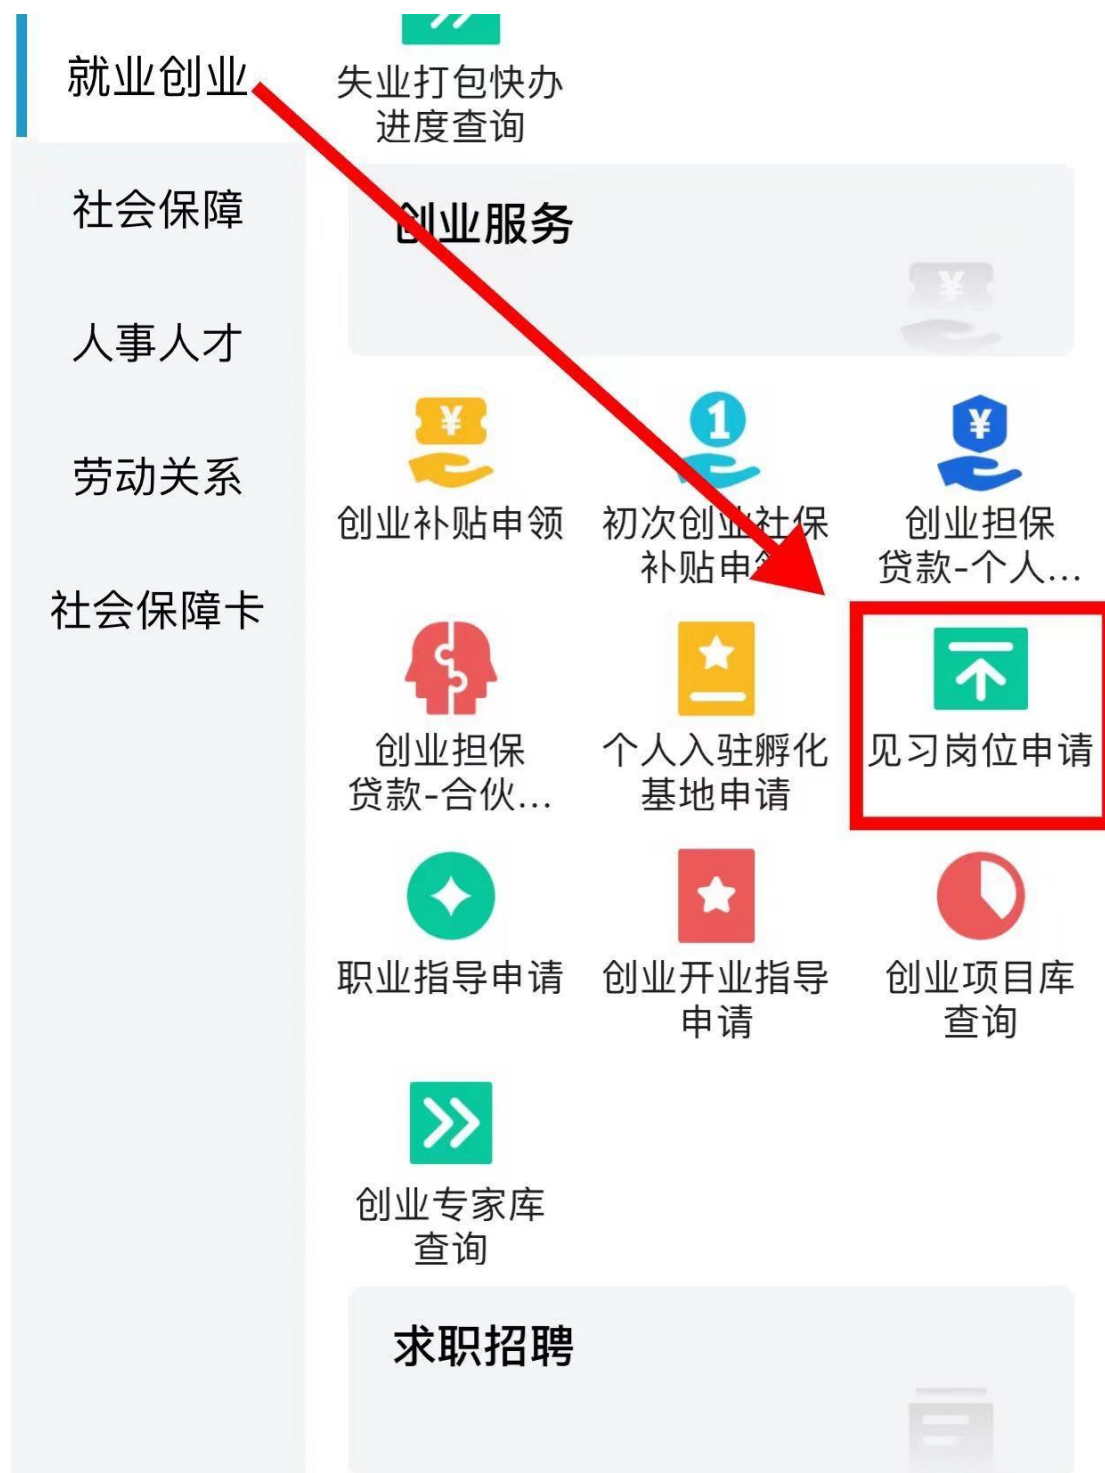 就业创业
社会保障
人事人才
劳动关系
社会保障卡
失业打包快办
进度查询
创业服务
¥
¥
1
¥
创业补贴申领
初次创业社保
补贴申领
创业担保
贷款-个人...
创业担保
贷款-合伙...
个人入驻孵化
基地申请
见习岗位申请
职业指导申请
创业开业指导
申请
创业项目库
查询
创业专家库
查询
求职招聘